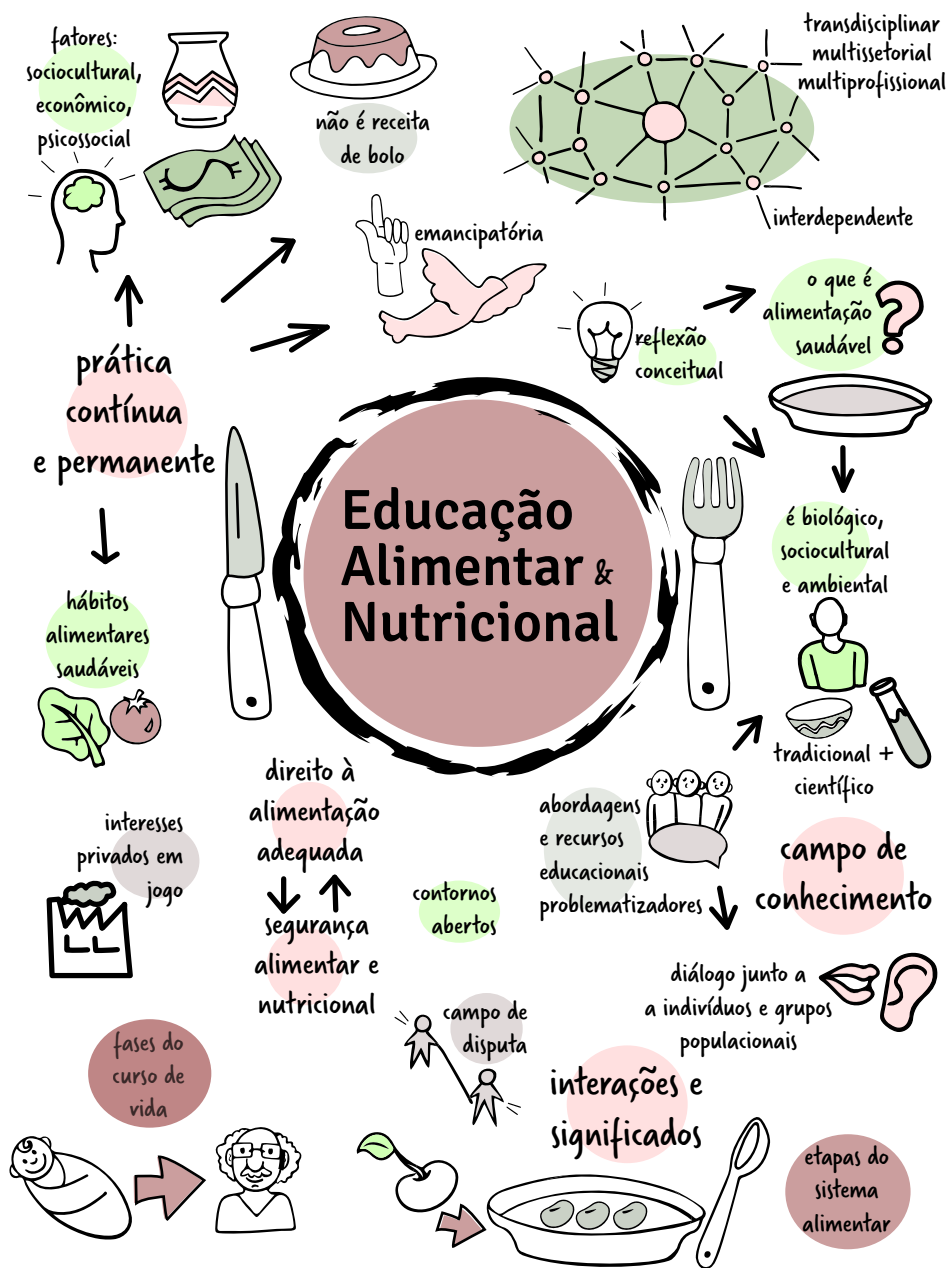 fatores:
sociocultural,
econômico,
psicossocial
não é receita
de bolo
transdisciplinar
multissetorial
multiprofissional
interdependente
emancipatória
o que é
alimentação
saudável
reflexão
conceitual
prática
contínua
e permanente
Educação
Alimentar &
Nutricional
é biológico,
sociocultural
e ambiental
hábitos
alimentares
saudáveis
tradicional +
científico
direito à
alimentação
adequada
segurança
alimentar e
nutricional
interesses
privados em
jogo
contornos
abertos
abordagens
e recursos
educacionais
problematizadores
campo de
conhecimento
diálogo junto a
a indivíduos e grupos
populacionais
campo de
disputa
fases do
curso de
vida
interações e
significados
etapas do
sistema
alimentar